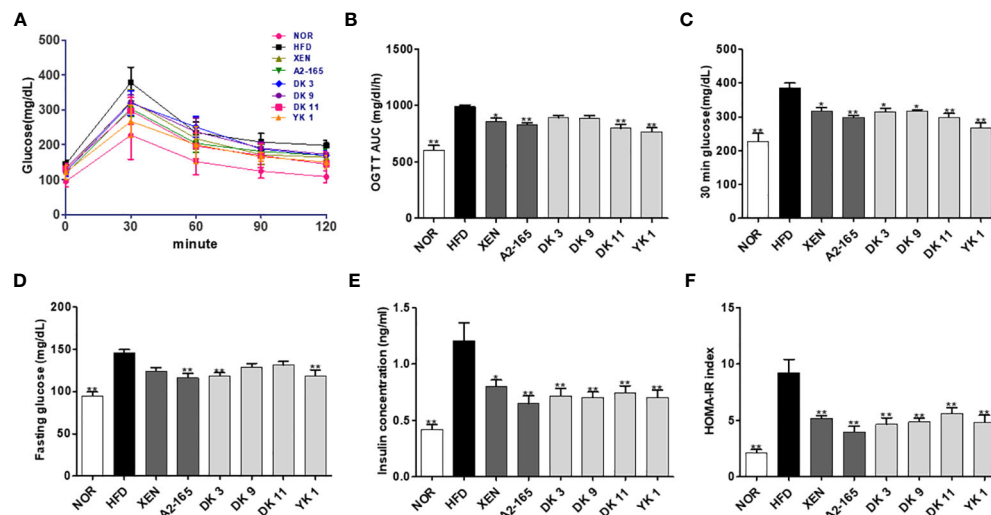 A
500
400
300
200
100
0
Glucose(mg/dL)
0 30 60 90 120
minute
NOR
HFD
XEN
A2-165
DK 3
DK 9
DK 11
YK 1
B
1500
1000
500
0
OGTT AUC (mg/dl/h)
** * ** ** **
NOR HFD XEN A2-165 DK 3 DK 9 DK 11 YK 1
C
500
400
300
200
100
0
30 min glucose(mg/dL)
** * ** * * ** **
NOR HFD XEN A2-165 DK 3 DK 9 DK 11 YK 1
D
200
150
100
50
0
Fasting glucose (mg/dL)
** ** ** **
NOR HFD XEN A2-165 DK 3 DK 9 DK 11 YK 1
E
1.5
1.0
0.5
0.0
Insulin concentration (ng/ml)
** * ** ** ** ** **
NOR HFD XEN A2-165 DK 3 DK 9 DK 11 YK 1
F
15
10
5
0
HOMA-IR index
** ** ** ** ** ** **
NOR HFD XEN A2-165 DK 3 DK 9 DK 11 YK 1